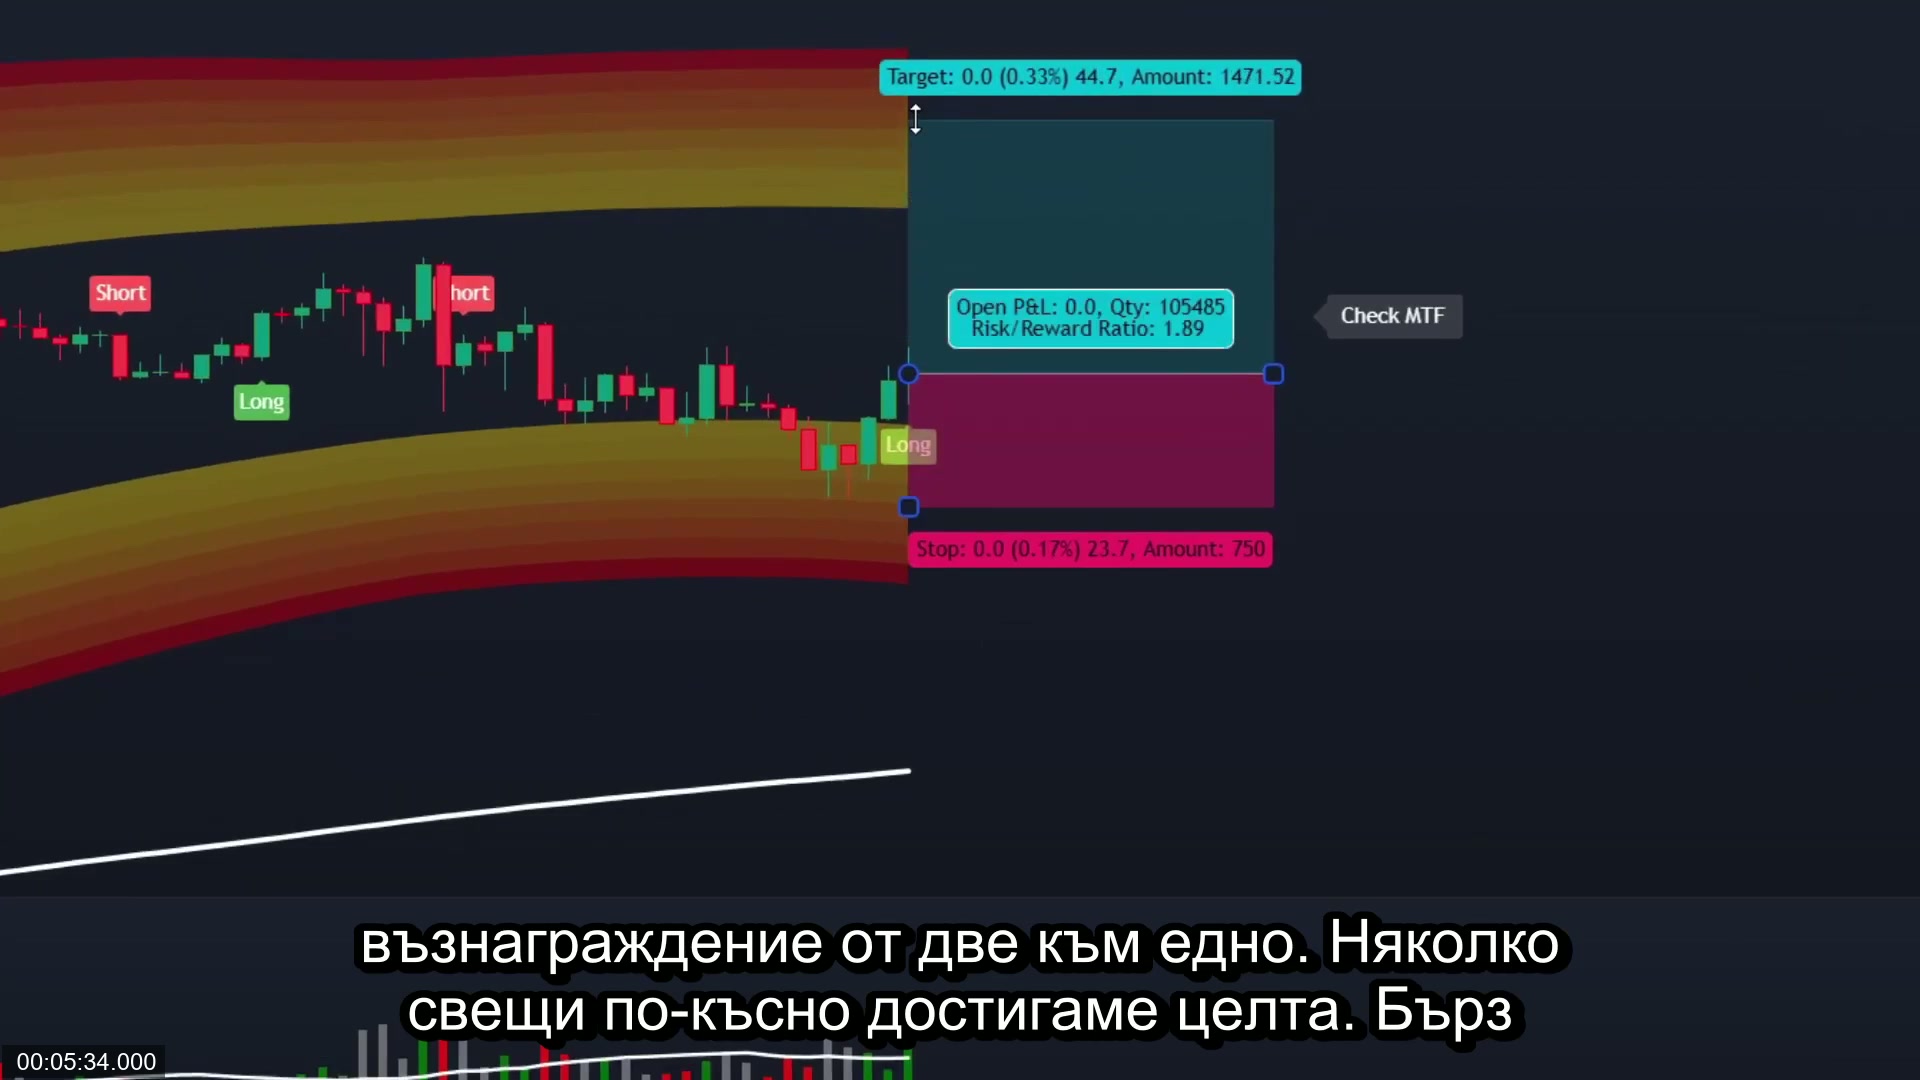 Target: 0.0 (0.33%) 44.7, Amount: 1471.52
Short
hort
Open P&L: 0.0, Qty: 105485
Risk/Reward Ratio: 1.89
Check MTF
Long
Long
Stop: 0.0 (0.17%) 23.7, Amount: 750
възнаграждение от две към едно. Няколко
свещи по-късно достигаме целта. Бърз
00:05:34.000